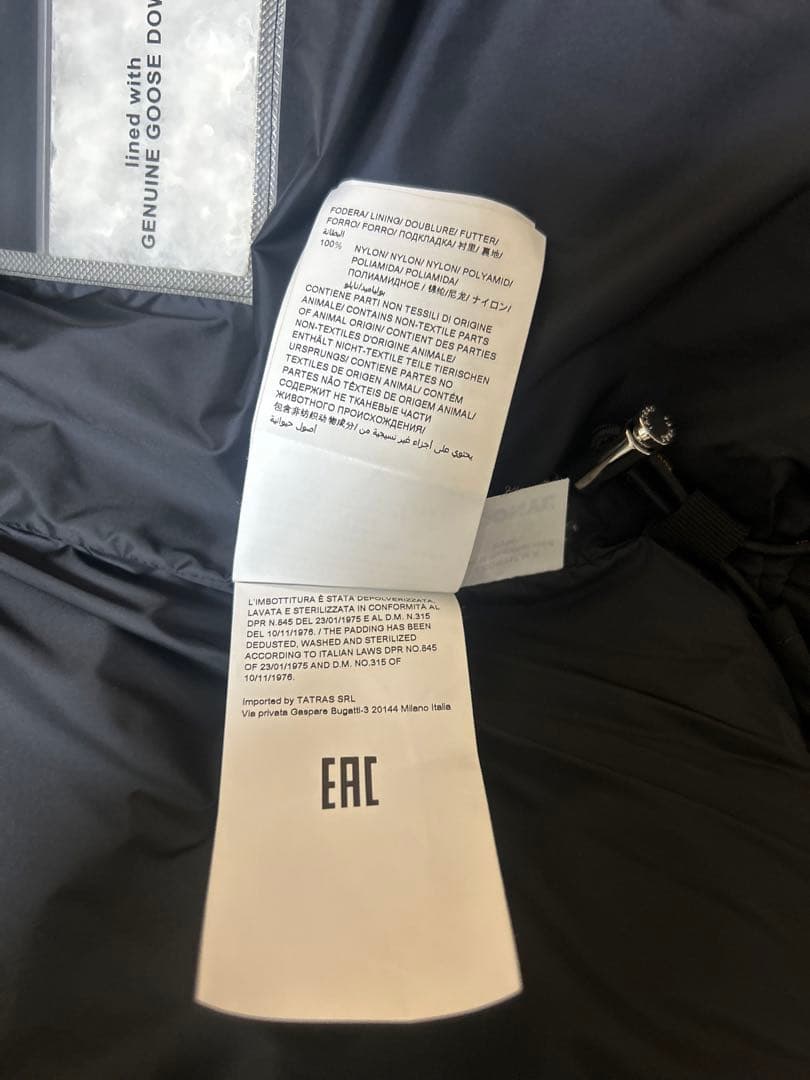 lined with
GENUINE GOOSE DOW
FODERA/ LINING/ DOUBLURE/ FUTTER/
FORRO/ FORRO/ ПОДКЛАДКА/ 衬里/ 裏地/
البطانة
100%
NYLON/ NYLON/ NYLON/ POLYAMID/
POLIAMIDA/ POLIAMIDA/
ПОЛИАМИДНОЕ / 锦纶/尼龙/ ナイロン/
بولياميد/نايلو
CONTIENE PARTI NON TESSILI DI ORIGINE
ANIMALE/ CONTAINS NON-TEXTILE PARTS
OF ANIMAL ORIGIN/ CONTIENT DES PARTIES
NON-TEXTILES D'ORIGINE ANIMALE/
ENTHÄLT NICHT-TEXTILE TEILE TIERISCHEN
URSPRUNGS/ CONTIENE PARTES NO
TEXTILES DE ORIGEN ANIMAL/ CONTÉM
PARTES NÃO TÊXTEIS DE ORIGEM ANIMAL/
СОДЕРЖИТ НЕ ТКАНЕВЫЕ ЧАСТИ
ЖИВОТНОГО ПРОИСХОЖДЕНИЯ/
包含非纺织动物成分/ يحتوي على أجزاء غير نسيجية من
أصول حيوانية
L'IMBOTTITURA È STATA DEPOLVERIZZATA,
LAVATA E STERILIZZATA IN CONFORMITÀ AL
DPR N.845 DEL 23/01/1975 E AL D.M. N.315
DEL 10/11/1976. / THE PADDING HAS BEEN
DEDUSTED, WASHED AND STERILIZED
ACCORDING TO ITALIAN LAWS DPR NO.845
OF 23/01/1975 AND D.M. NO.315 OF
10/11/1976.
Imported by TATRAS SRL
Via privata Gaspare Bugatti-3 20144 Milano Italia
EAC